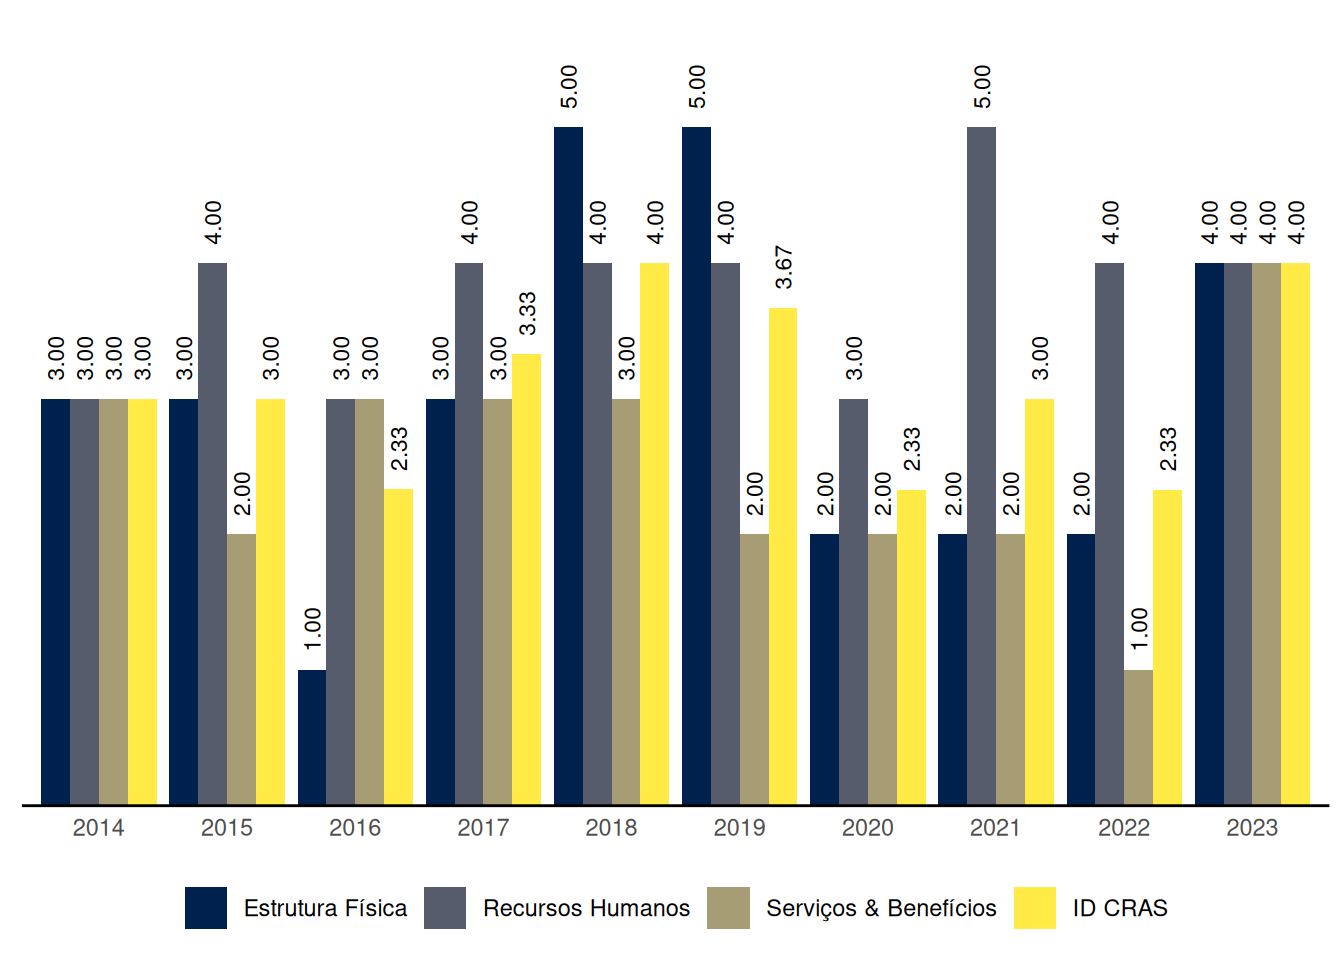 3.00 3.00 3.00 3.00 3.00 4.00 2.00 3.00 1.00 3.00 3.00 2.33 3.00 4.00 3.00 3.33 5.00 4.00 3.00 4.00 5.00 4.00 2.00 3.67 2.00 3.00 2.00 2.33 2.00 5.00 2.00 3.00 2.00 4.00 1.00 2.33 4.00 4.00 4.00 4.00
2014 2015 2016 2017 2018 2019 2020 2021 2022 2023
Estrutura Física Recursos Humanos Serviços & Benefícios ID CRAS